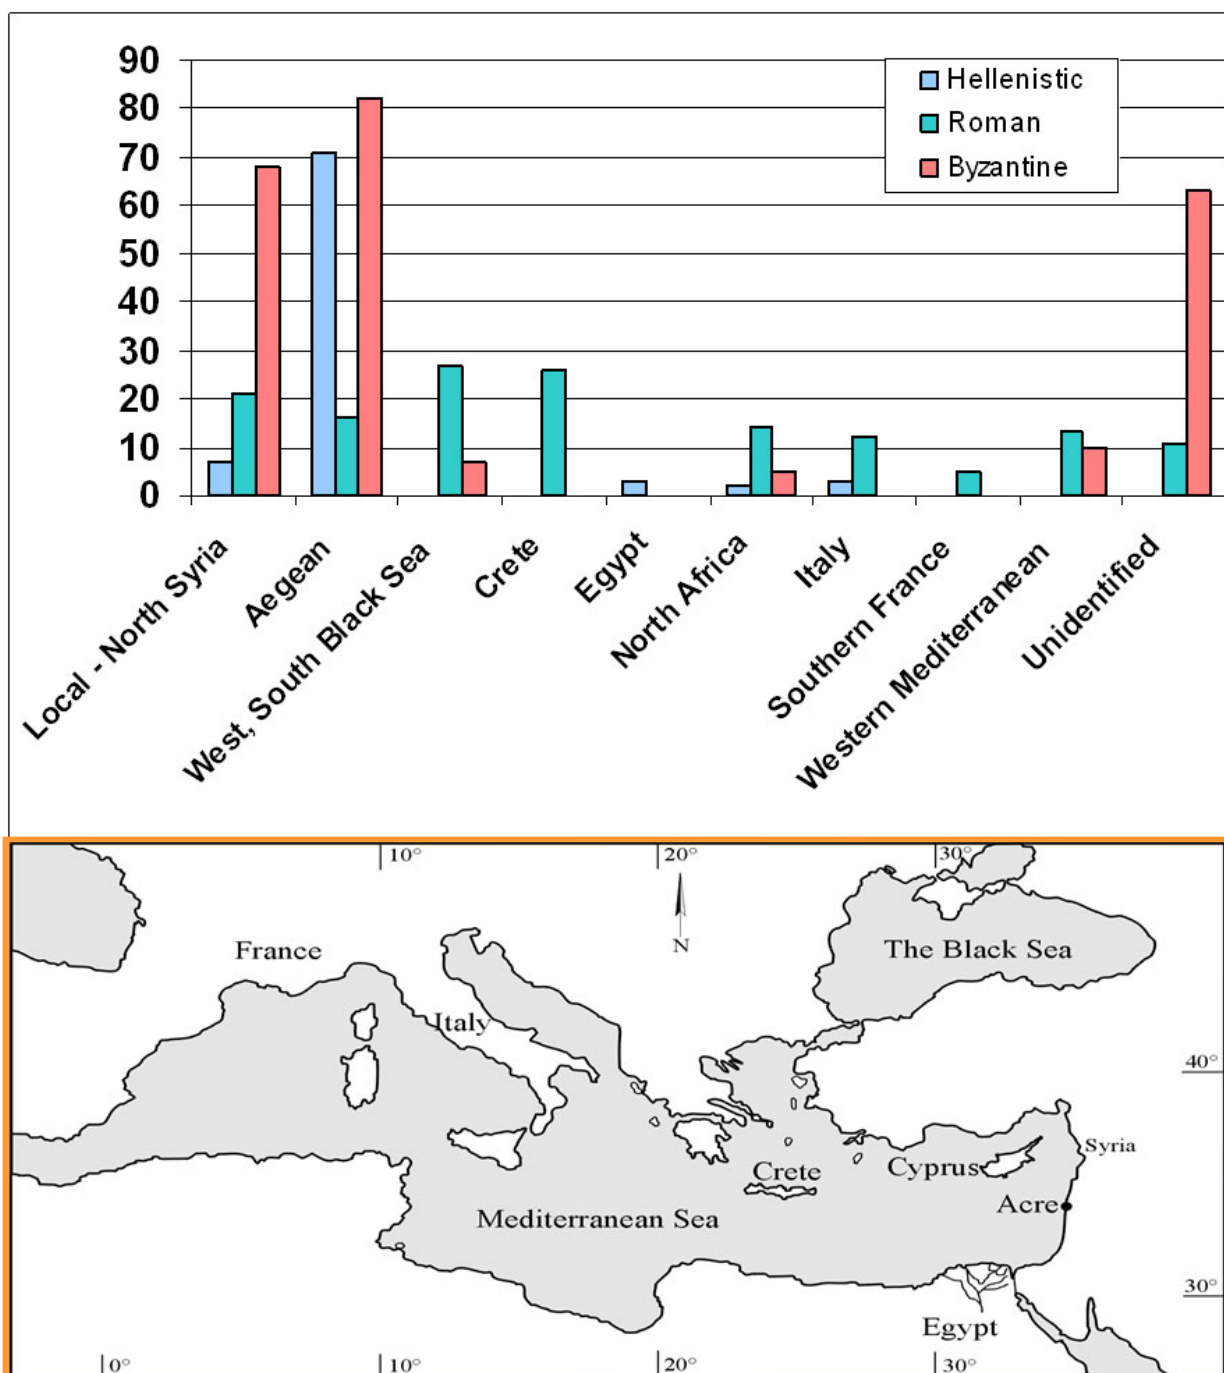 90
80
70
60
50
40
30
20
10
0
Hellenistic
Roman
Byzantine
Local - North Syria
Aegean
West, South Black Sea
Crete
Egypt
North Africa
Italy
Southern France
Western Mediterranean
Unidentified
10°
20°
30°
N
France
The Black Sea
Italy
40°
Syria
Crete
Cyprus
Acre
Mediterranean Sea
30°
Egypt
0°
10°
20°
30°